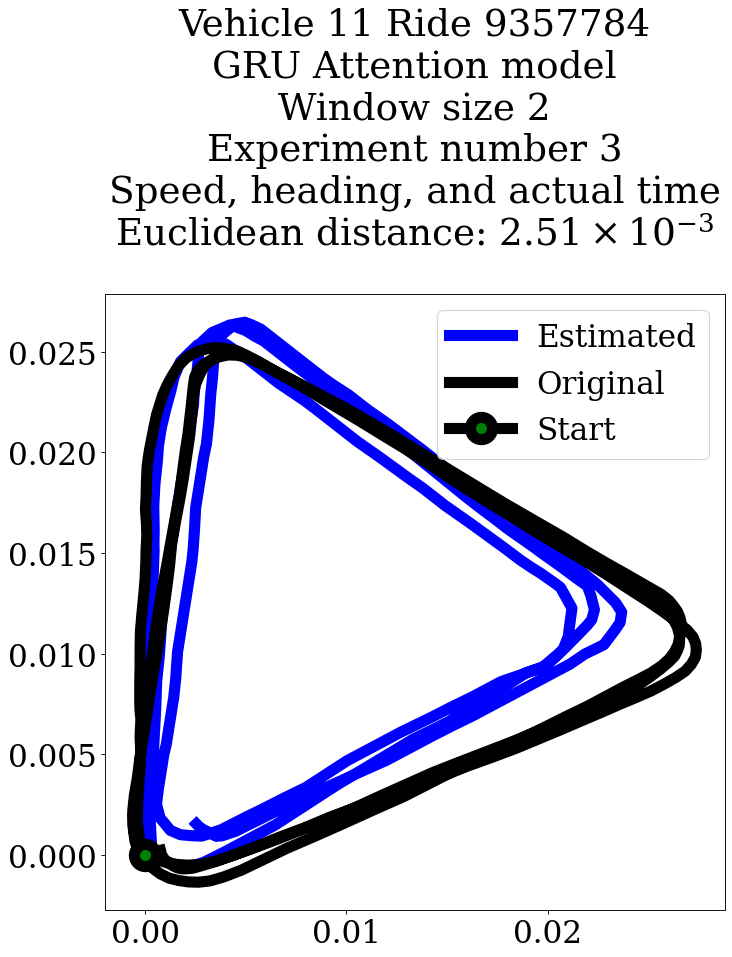 Vehicle 11 Ride 9357784
GRU Attention model
Window size 2
Experiment number 3
Speed, heading, and actual time
Euclidean distance: 2.51 × 10⁻³
Estimated
Original
Start
0.025
0.020
0.015
0.010
0.005
0.000
0.00 0.01 0.02